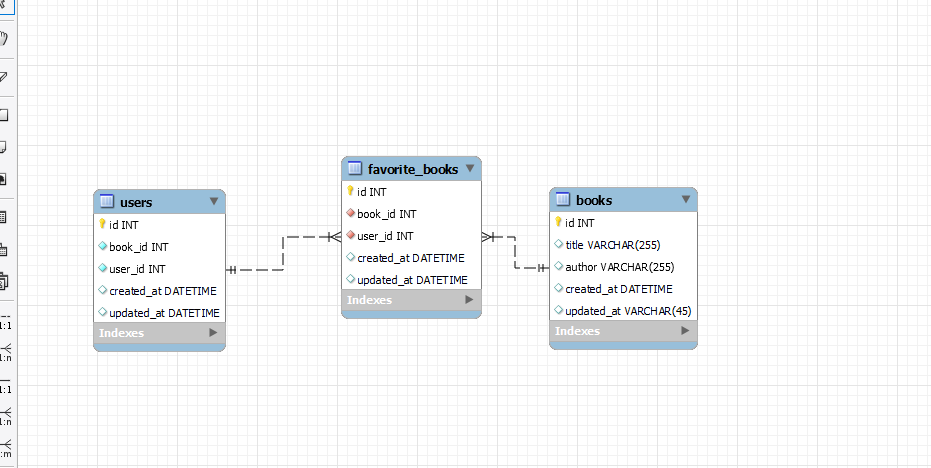 users
id INT
book_id INT
user_id INT
created_at DATETIME
updated_at DATETIME
Indexes
favorite_books
id INT
book_id INT
user_id INT
created_at DATETIME
updated_at DATETIME
Indexes
books
id INT
title VARCHAR(255)
author VARCHAR(255)
created_at DATETIME
updated_at VARCHAR(45)
Indexes
1:1
1:n
1:1
1:n
:m